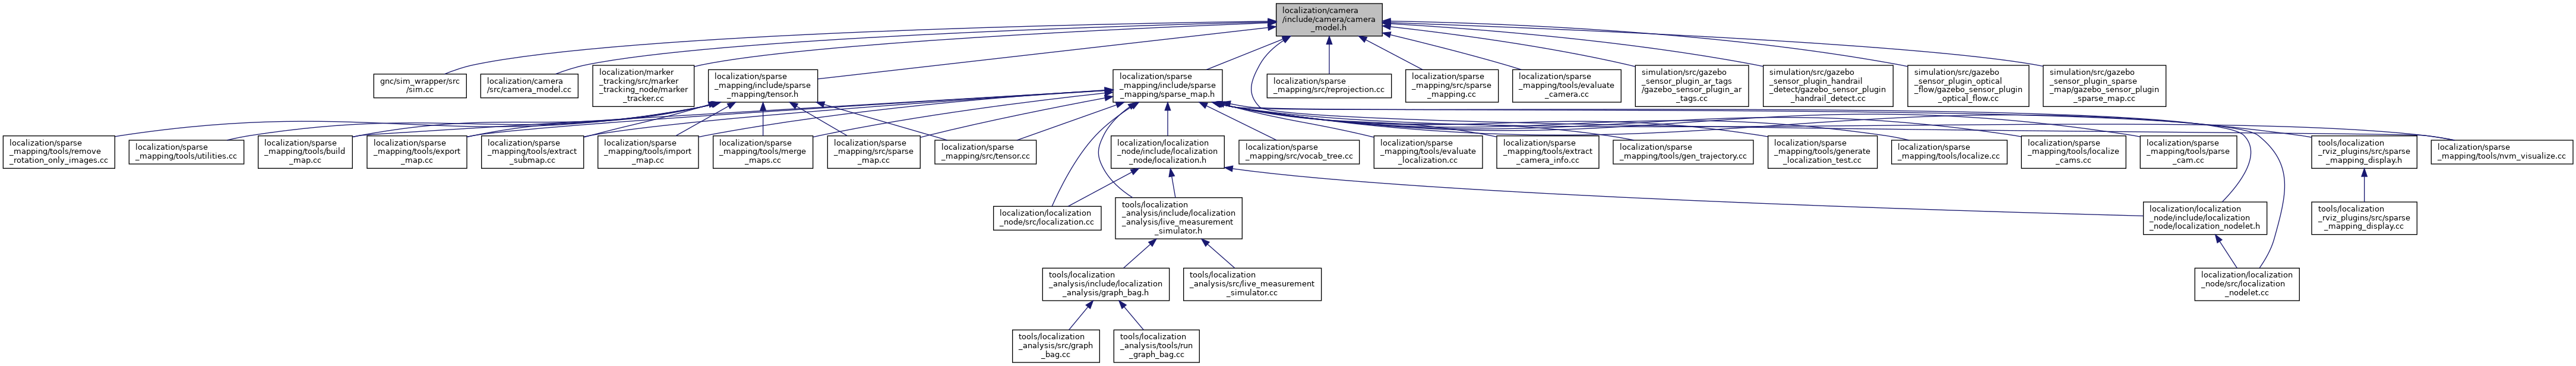 localization/camera
/include/camera/camera
_model.h
gnc/sim_wrapper/src
/sim.cc
localization/camera
/src/camera_model.cc
localization/marker
_tracking/src/marker
_tracking_node/marker
_tracker.cc
localization/sparse
_mapping/include/sparse
_mapping/tensor.h
localization/sparse
_mapping/include/sparse
_mapping/sparse_map.h
localization/sparse
_mapping/src/reprojection.cc
localization/sparse
_mapping/src/sparse
_mapping.cc
localization/sparse
_mapping/tools/evaluate
_camera.cc
simulation/src/gazebo
_sensor_plugin_ar_tags
/gazebo_sensor_plugin_ar
_tags.cc
simulation/src/gazebo
_sensor_plugin_handrail
_detect/gazebo_sensor_plugin
_handrail_detect.cc
simulation/src/gazebo
_sensor_plugin_optical
_flow/gazebo_sensor_plugin
_optical_flow.cc
simulation/src/gazebo
_sensor_plugin_sparse
_map/gazebo_sensor_plugin
_sparse_map.cc
localization/sparse
_mapping/tools/remove
_rotation_only_images.cc
localization/sparse
_mapping/tools/utilities.cc
localization/sparse
_mapping/tools/build
_map.cc
localization/sparse
_mapping/tools/export
_map.cc
localization/sparse
_mapping/tools/extract
_submap.cc
localization/sparse
_mapping/tools/import
_map.cc
localization/sparse
_mapping/tools/merge
_maps.cc
localization/sparse
_mapping/src/sparse
_map.cc
localization/sparse
_mapping/src/tensor.cc
localization/localization
_node/include/localization
_node/localization.h
localization/sparse
_mapping/src/vocab_tree.cc
localization/sparse
_mapping/tools/evaluate
_localization.cc
localization/sparse
_mapping/tools/extract
_camera_info.cc
localization/sparse
_mapping/tools/gen_trajectory.cc
localization/sparse
_mapping/tools/generate
_localization_test.cc
localization/sparse
_mapping/tools/localize.cc
localization/sparse
_mapping/tools/localize
_cams.cc
localization/sparse
_mapping/tools/parse
_cam.cc
tools/localization
_rviz_plugins/src/sparse
_mapping_display.h
localization/sparse
_mapping/tools/nvm_visualize.cc
localization/localization
_node/src/localization.cc
tools/localization
_analysis/include/localization
_analysis/live_measurement
_simulator.h
localization/localization
_node/include/localization
_node/localization_nodelet.h
tools/localization
_rviz_plugins/src/sparse
_mapping_display.cc
tools/localization
_analysis/include/localization
_analysis/graph_bag.h
tools/localization
_analysis/src/live_measurement
_simulator.cc
localization/localization
_node/src/localization
_nodelet.cc
tools/localization
_analysis/src/graph
_bag.cc
tools/localization
_analysis/tools/run
_graph_bag.cc